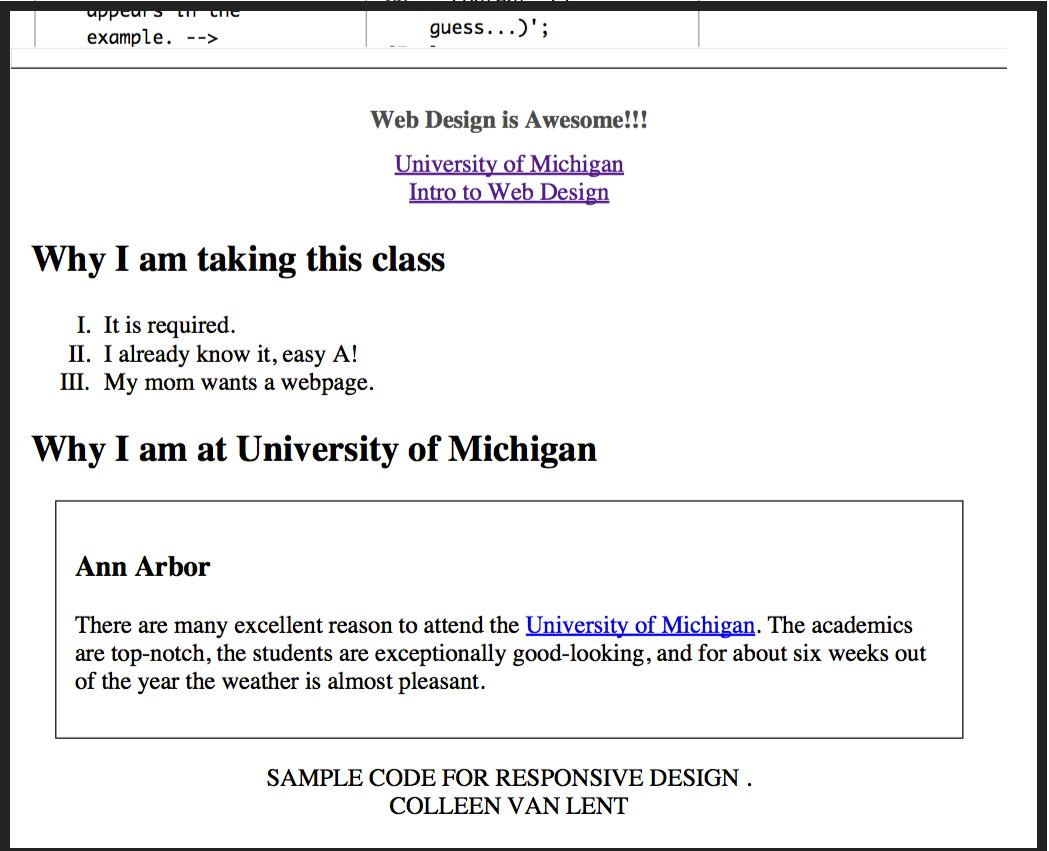 appears in the
example. -->
guess...)';
Web Design is Awesome!!!
University of Michigan
Intro to Web Design
Why I am taking this class
I. It is required.
II. I already know it, easy A!
III. My mom wants a webpage.
Why I am at University of Michigan
Ann Arbor
There are many excellent reason to attend the University of Michigan. The academics
are top-notch, the students are exceptionally good-looking, and for about six weeks out
of the year the weather is almost pleasant.
SAMPLE CODE FOR RESPONSIVE DESIGN .
COLLEEN VAN LENT